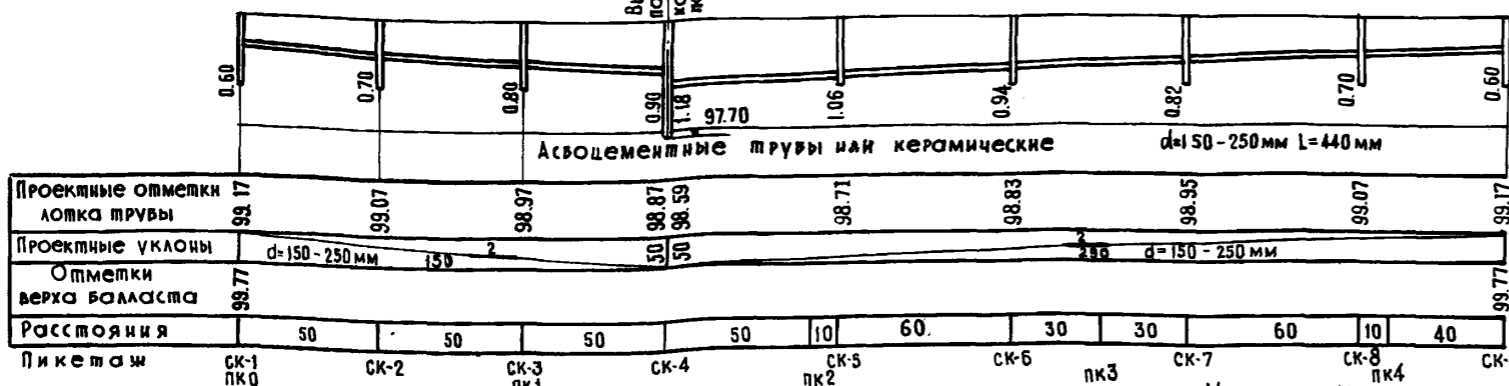 0.60 0.70 0.80 0.90 1.18 1.06 0.94 0.82 0.70 0.60
97.70
Асбоцементные трубы или керамические d=150-250мм L=440мм
Проектные отметки лотка трубы 99.17 99.07 98.97 98.87 98.59 98.71 98.83 98.95 99.07 99.17
Проектные уклоны d=150-250мм 2 150 50 50 2 290 d=150-250мм
Отметки верха балласта 99.77 99.77
Расстояния 50 50 50 50 10 60 30 30 60 10 40
Пикетаж СК-1 СК-2 СК-3 СК-4 СК-5 СК-6 СК-7 СК-8 СК-
ПК0 ПК1 ПК2 ПК3 ПК4